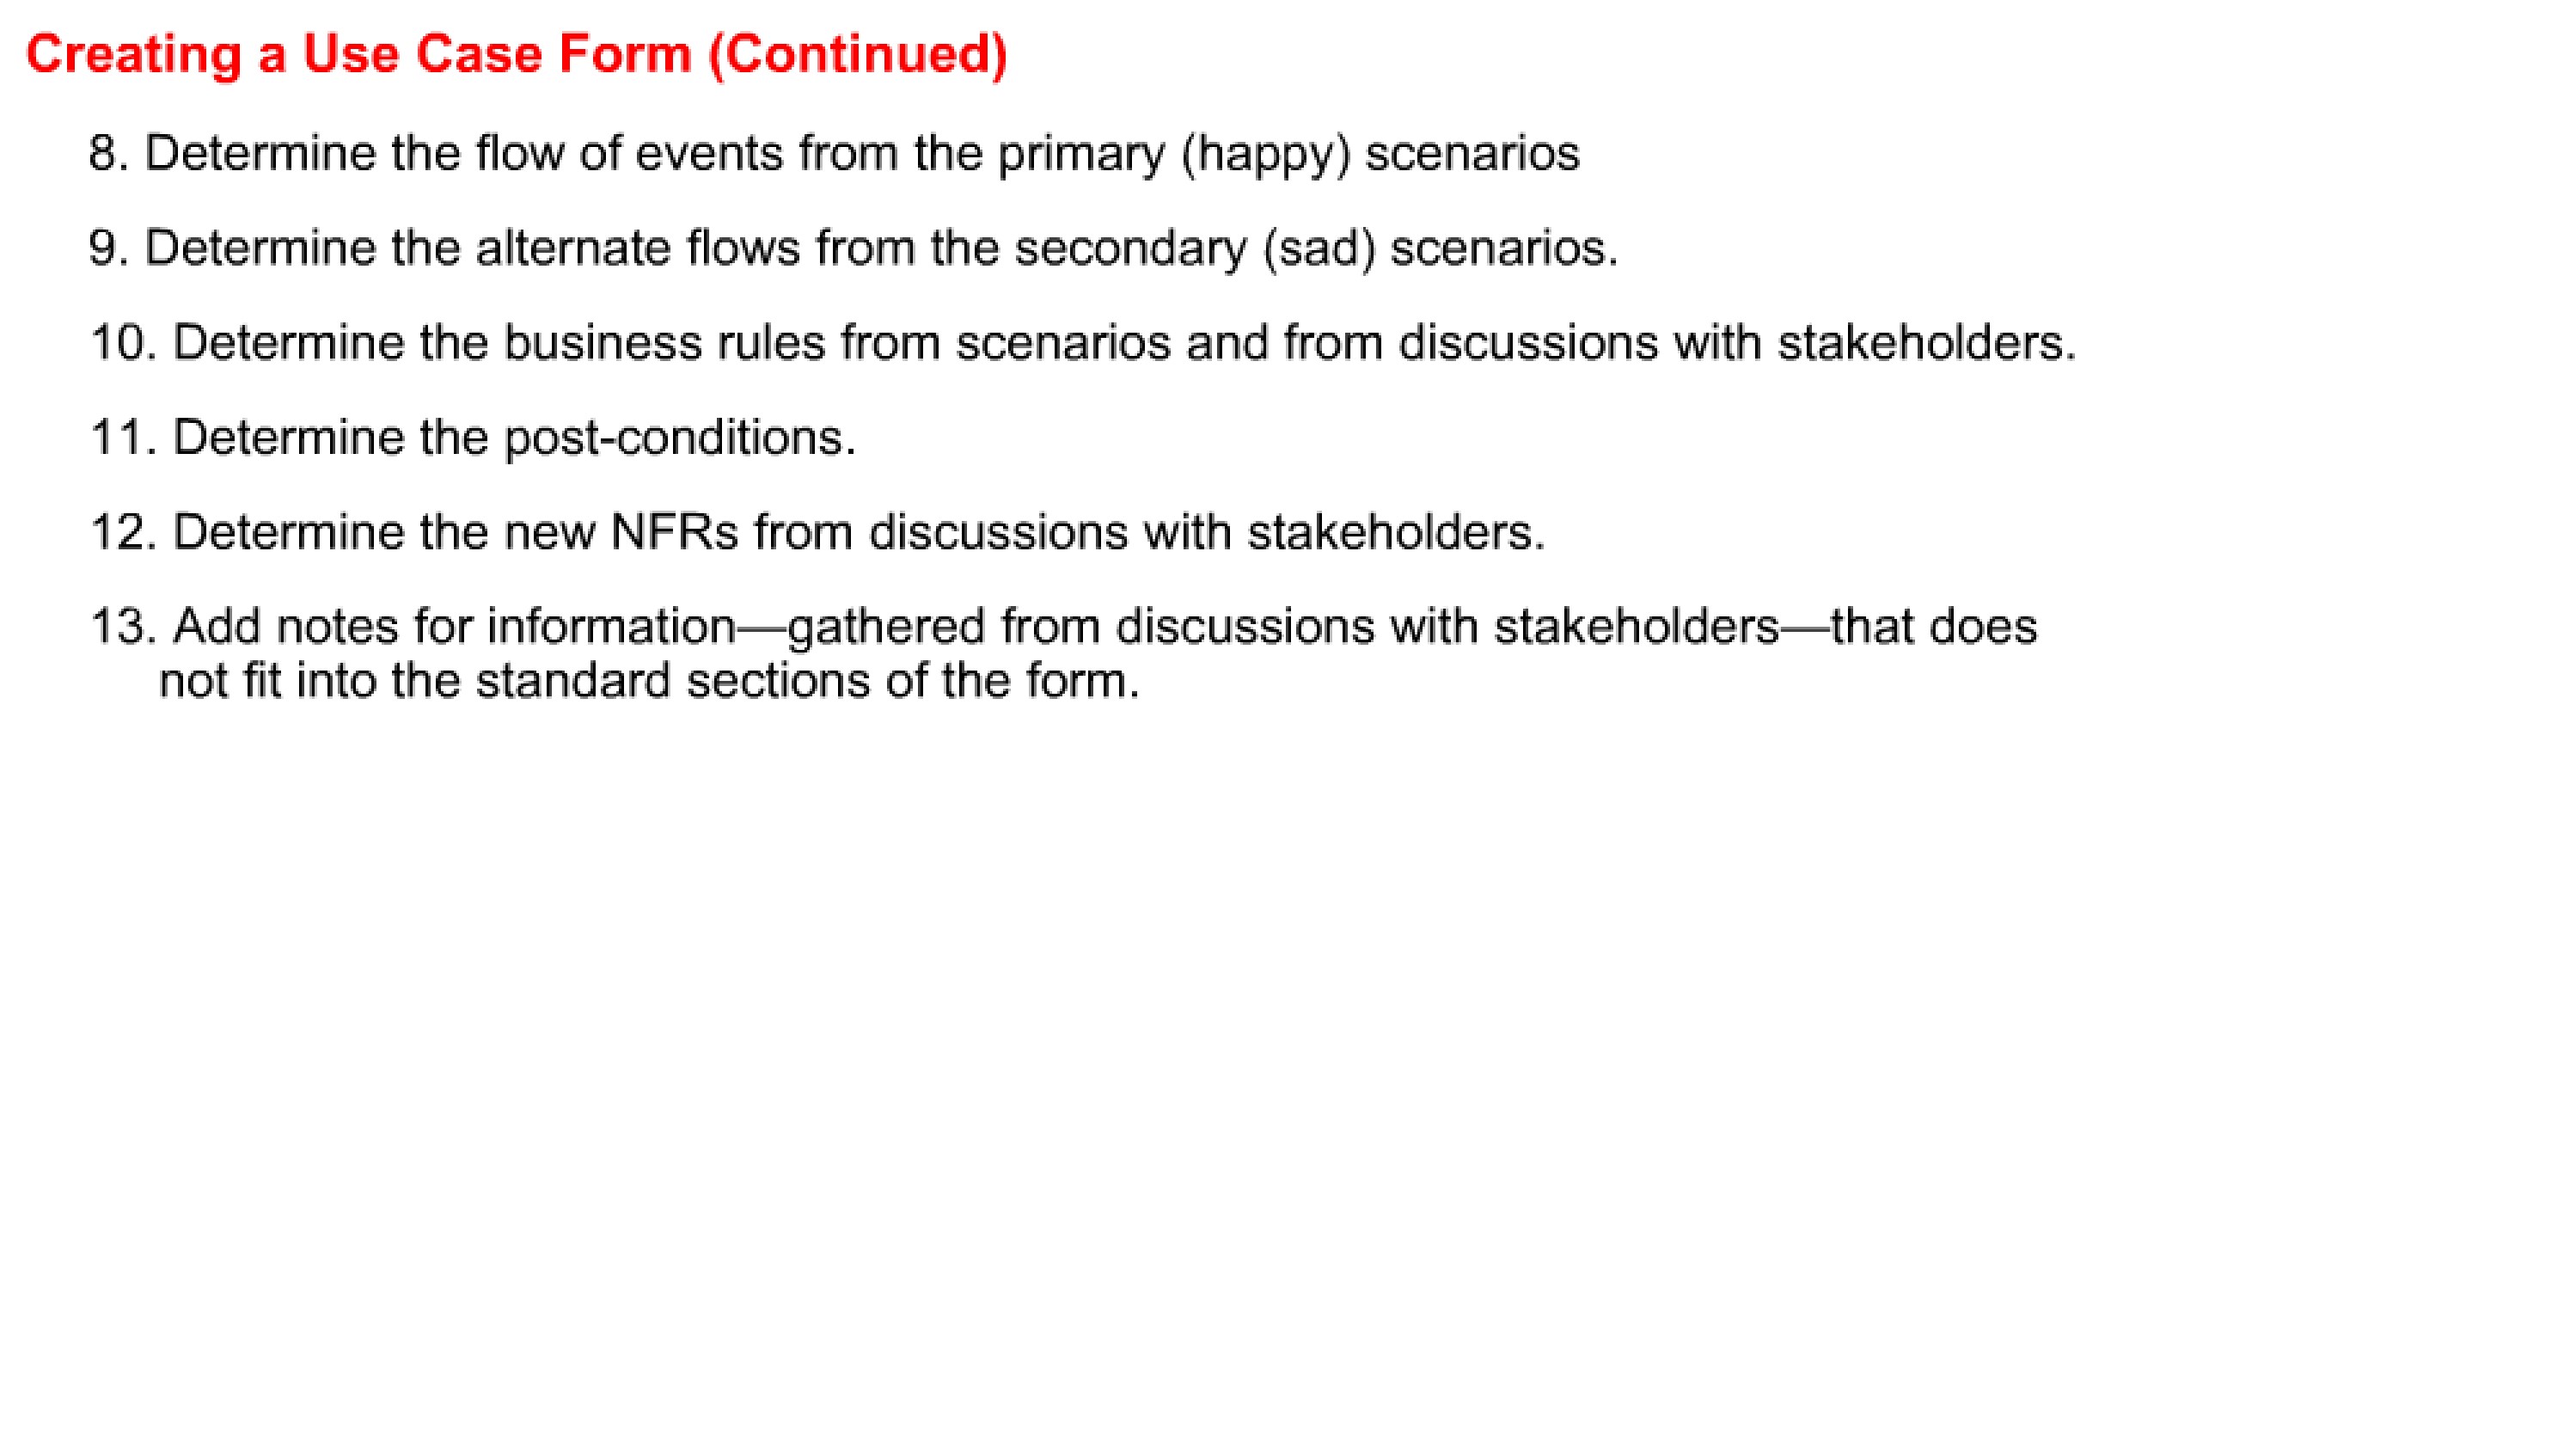 Creating a Use Case Form (Continued)
8. Determine the flow of events from the primary (happy) scenarios
9. Determine the alternate flows from the secondary (sad) scenarios.
10. Determine the business rules from scenarios and from discussions with stakeholders.
11. Determine the post-conditions.
12. Determine the new NFRs from discussions with stakeholders.
13. Add notes for information—gathered from discussions with stakeholders—that does
not fit into the standard sections of the form.